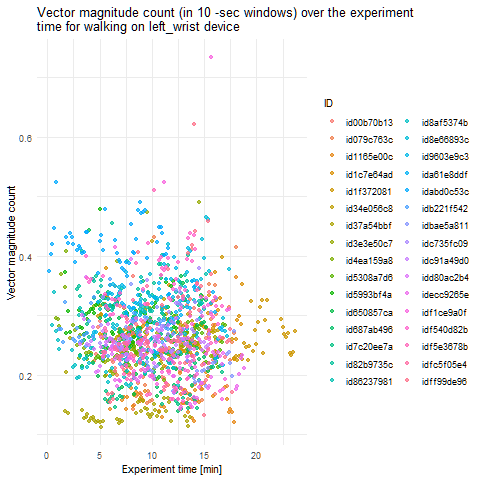 Vector magnitude count (in 10 -sec windows) over the experiment
time for walking on left_wrist device
Vector magnitude count
0.6
0.4
0.2
0
5
10
15
20
Experiment time [min]
ID
id00b70b13
id079c763c
id1165e00c
id1c7e64ad
id1f372081
id34e056c8
id37a54bbf
id3e3e50c7
id4ea159a8
id5308a7d6
id5993bf4a
id650857ca
id687ab496
id7c20ee7a
id82b9735c
id86237981
id8af5374b
id8e66893c
id9603e9c3
ida61e8ddf
idabd0c53c
idb221f542
idbae5a811
idc735fc09
idc91a49d0
idd80ac2b4
idecc9265e
idf1ce9a0f
idf540d82b
idf5e3678b
idfc5f05e4
idff99de96